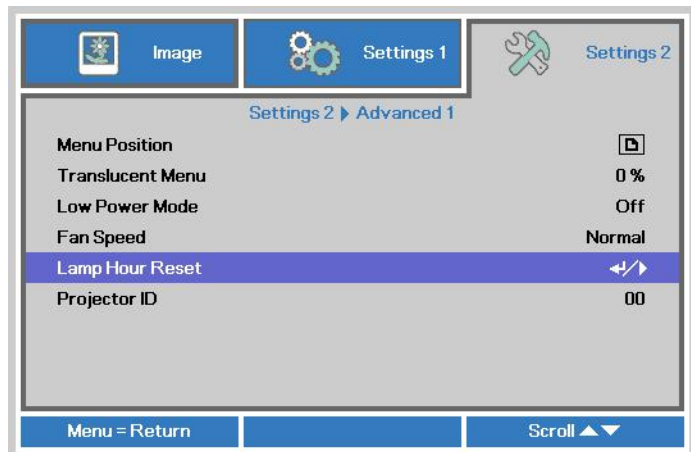 Image Settings 1 Settings 2
Settings 2 Advanced 1
Menu Position
Translucent Menu 0 %
Low Power Mode Off
Fan Speed Normal
Lamp Hour Reset
Projector ID 00
Menu = Return Scroll